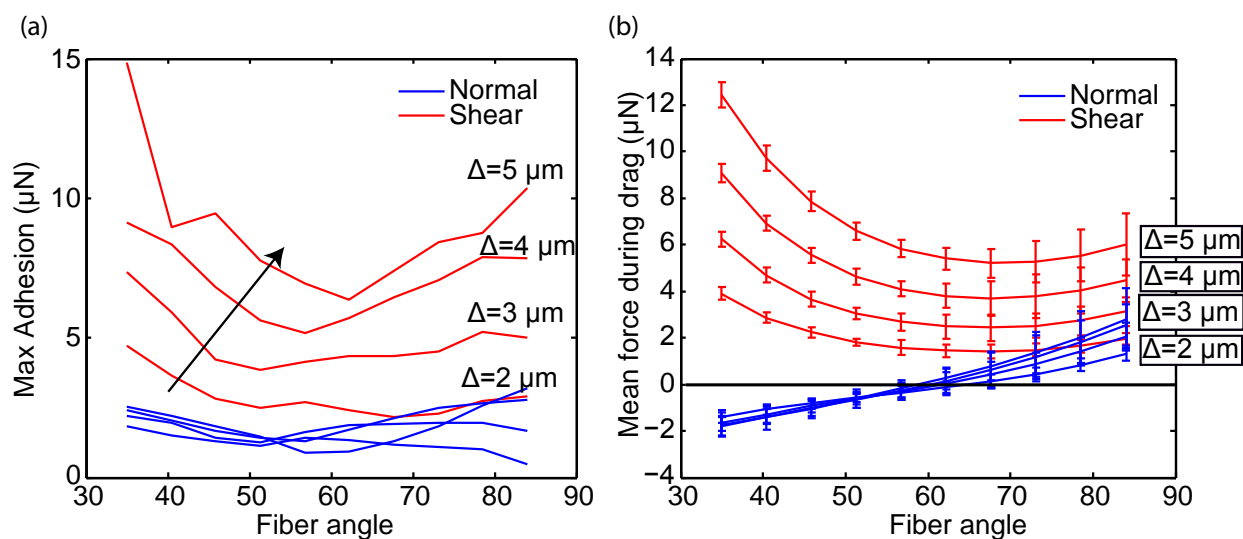 (a)
Max Adhesion (µN)
15
10
5
0
30 40 50 60 70 80 90
Fiber angle
Normal
Shear
Δ=5 µm
Δ=4 µm
Δ=3 µm
Δ=2 µm
(b)
Mean force during drag (µN)
14
12
10
8
6
4
2
0
−2
−4
30 40 50 60 70 80 90
Fiber angle
Normal
Shear
Δ=5 µm
Δ=4 µm
Δ=3 µm
Δ=2 µm